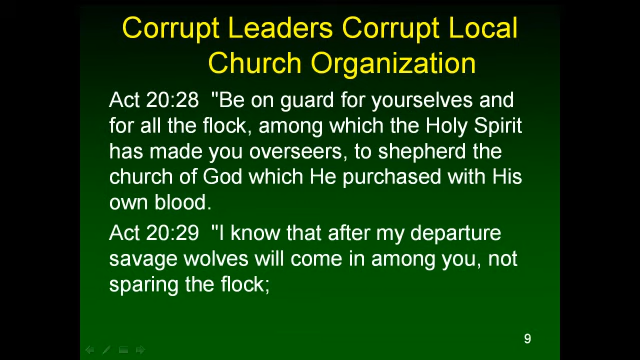 Corrupt Leaders Corrupt Local
Church Organization
Act 20:28  "Be on guard for yourselves and
for all the flock, among which the Holy Spirit
has made you overseers, to shepherd the
church of God which He purchased with His
own blood.
Act 20:29  "I know that after my departure
savage wolves will come in among you, not
sparing the flock;
9